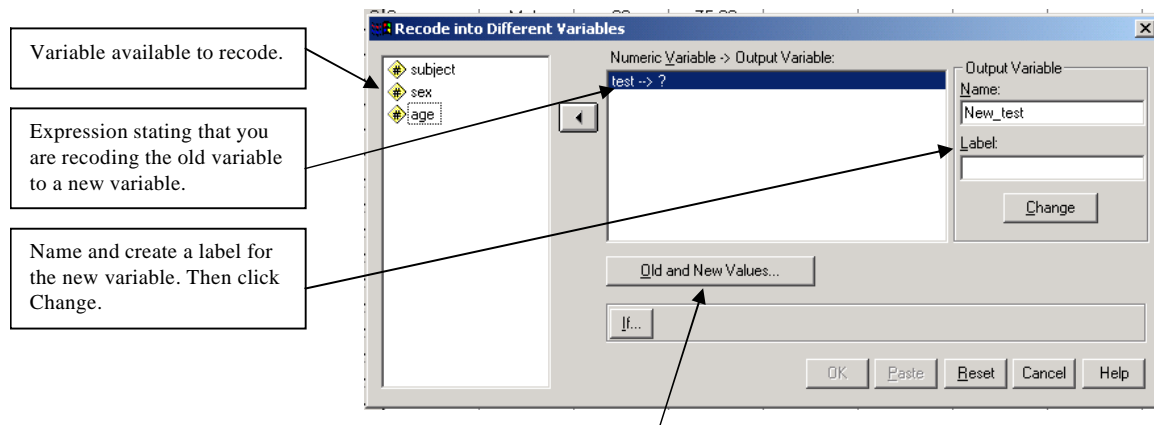 Variable available to recode.
Expression stating that you
are recoding the old variable
to a new variable.
Name and create a label for
the new variable. Then click
Change.
Recode into Different Variables
subject
sex
age
Numeric Variable -> Output Variable:
test --> ?
Output Variable
Name:
New_test
Label:
Change
Old and New Values...
If...
OK
Paste
Reset
Cancel
Help